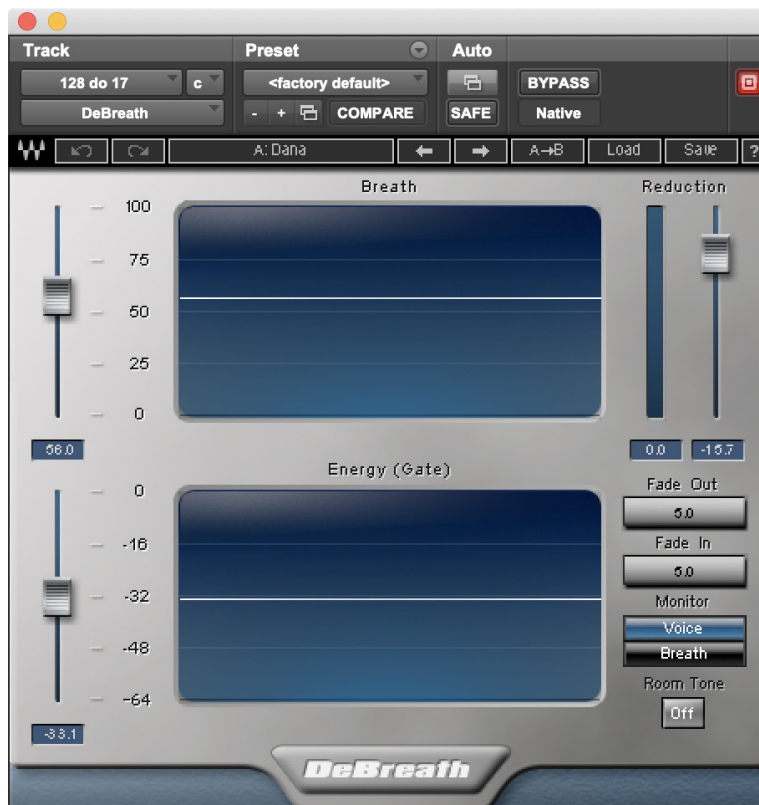 Track Preset Auto
128 do 17 c <factory default> BYPASS
DeBreath - + COMPARE SAFE Native
A: Dana A→B Load Save ?
Breath Reduction
100
75
50
25
0
56.0 0.0 -15.7
Energy (Gate) Fade Out
0
5.0
-16 Fade In
5.0
-32 Monitor
Voice
-48 Breath
Room Tone
-64 Off
-33.1
DeBreath